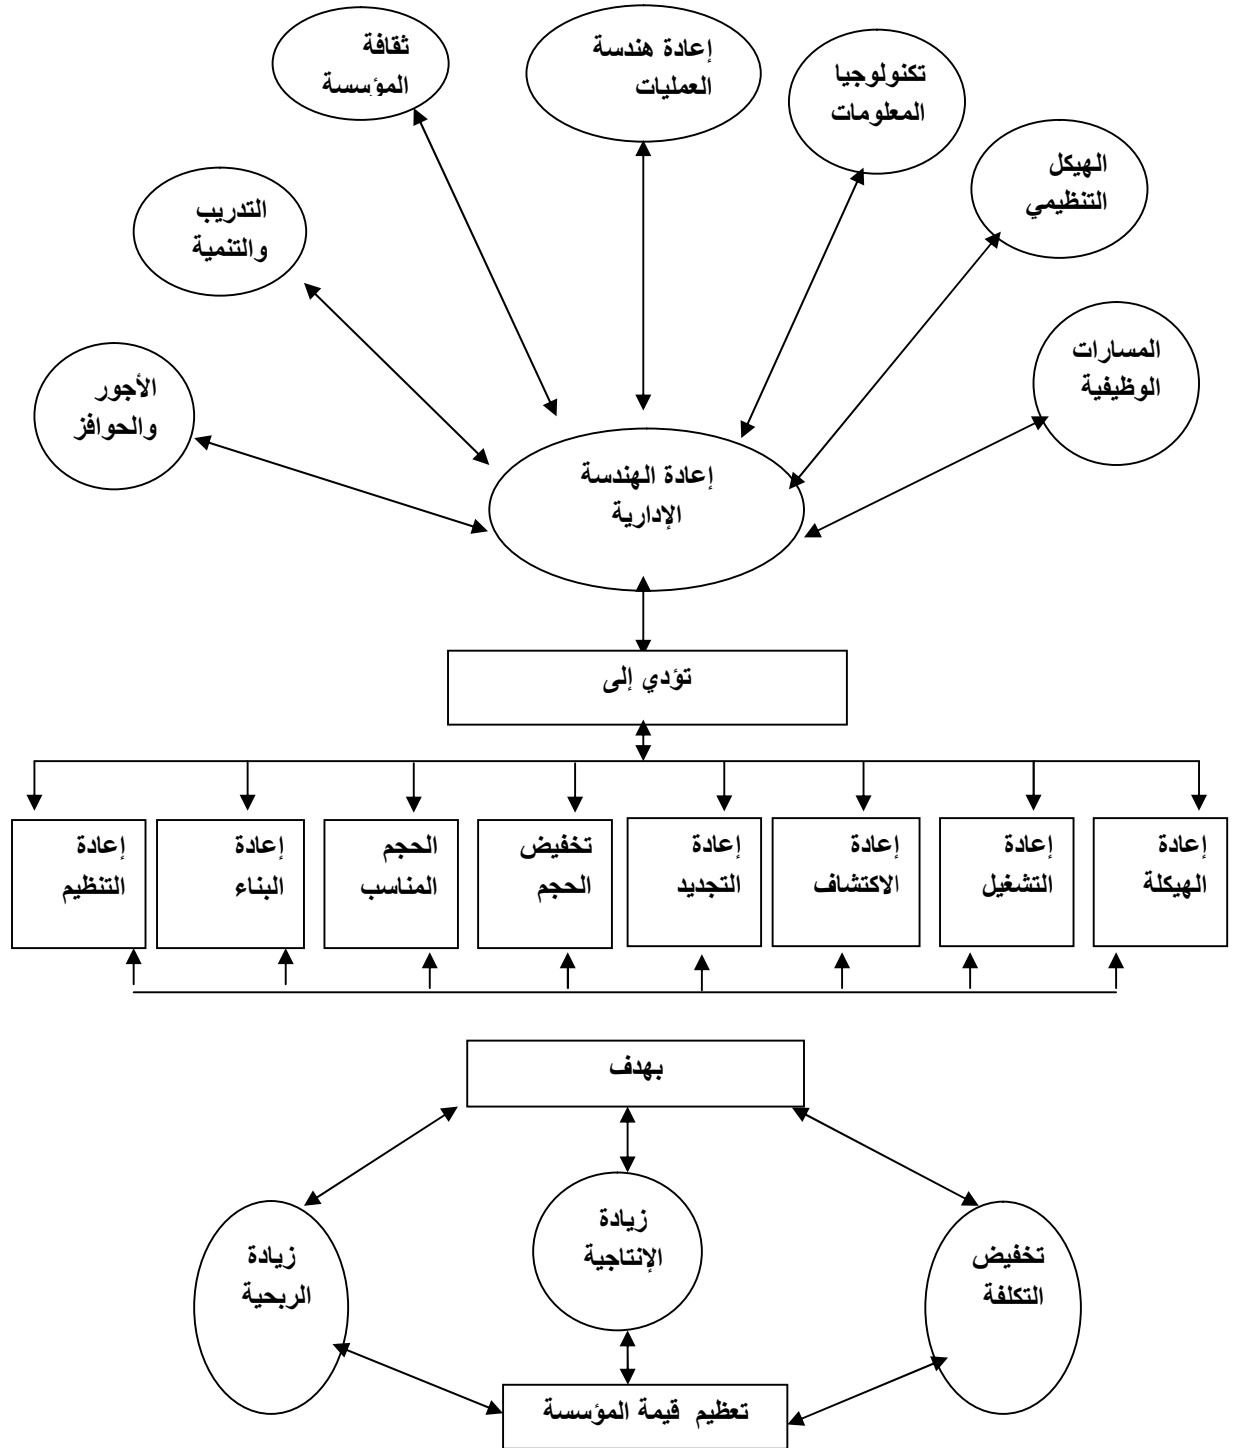 إعادة هندسة
العمليات
ثقافة
المؤسسة
تكنولوجيا
المعلومات
الهيكل
التنظيمي
التدريب
والتنمية
المسارات
الوظيفية
الأجور
والحوافز
إعادة الهندسة
الإدارية
تؤدي إلى
إعادة
الهيكلة
إعادة
التشغيل
إعادة
الاكتشاف
إعادة
التجديد
تخفيض
الحجم
الحجم
المناسب
إعادة
البناء
إعادة
التنظيم
بهدف
تخفيض
التكلفة
زيادة
الإنتاجية
زيادة
الربحية
تعظيم قيمة المؤسسة